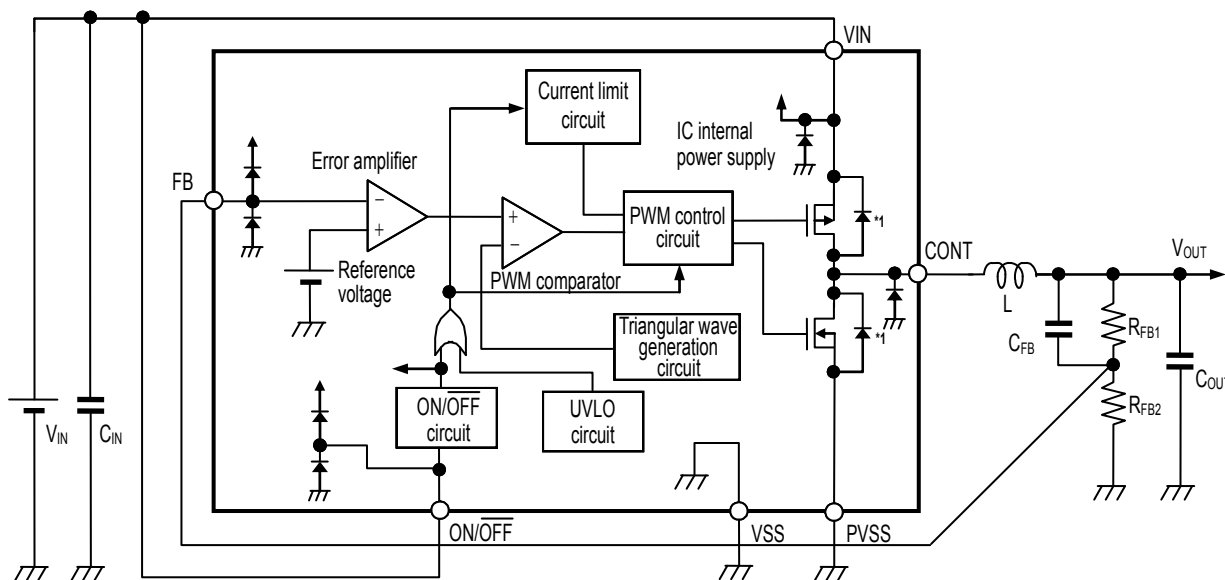 VIN
Current limit
circuit
IC internal
power supply
Error amplifier
FB
−
+
+
−
PWM control
circuit
*1
CONT
VOUT
Reference
voltage
PWM comparator
L
CFB
RFB1
Triangular wave
generation
circuit
*1
COUT
RFB2
ON/OFF
circuit
UVLO
circuit
VIN
CIN
ON/OFF
VSS
PVSS